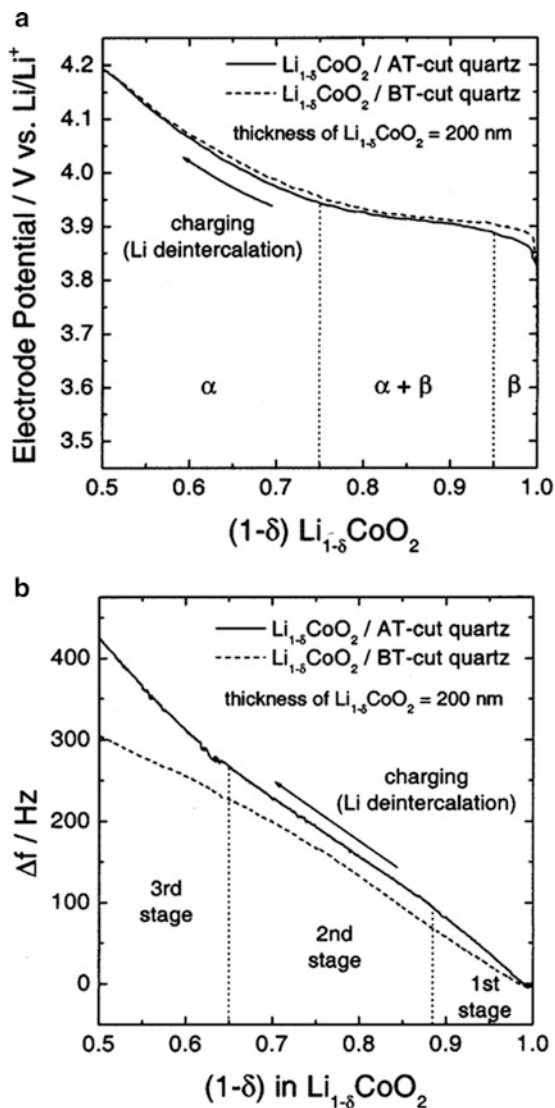 a
4.2
4.1
4.0
3.9
3.8
3.7
3.6
3.5
Electrode Potential / V vs. Li/Li⁺
Li₁₋δCoO₂ / AT-cut quartz
Li₁₋δCoO₂ / BT-cut quartz
thickness of Li₁₋δCoO₂ = 200 nm
charging
(Li deintercalation)
α
α + β
β
0.5 0.6 0.7 0.8 0.9 1.0
(1-δ) Li₁₋δCoO₂
b
400
300
200
100
0
Δf / Hz
Li₁₋δCoO₂ / AT-cut quartz
Li₁₋δCoO₂ / BT-cut quartz
thickness of Li₁₋δCoO₂ = 200 nm
charging
(Li deintercalation)
3rd
stage
2nd
stage
1st
stage
0.5 0.6 0.7 0.8 0.9 1.0
(1-δ) in Li₁₋δCoO₂